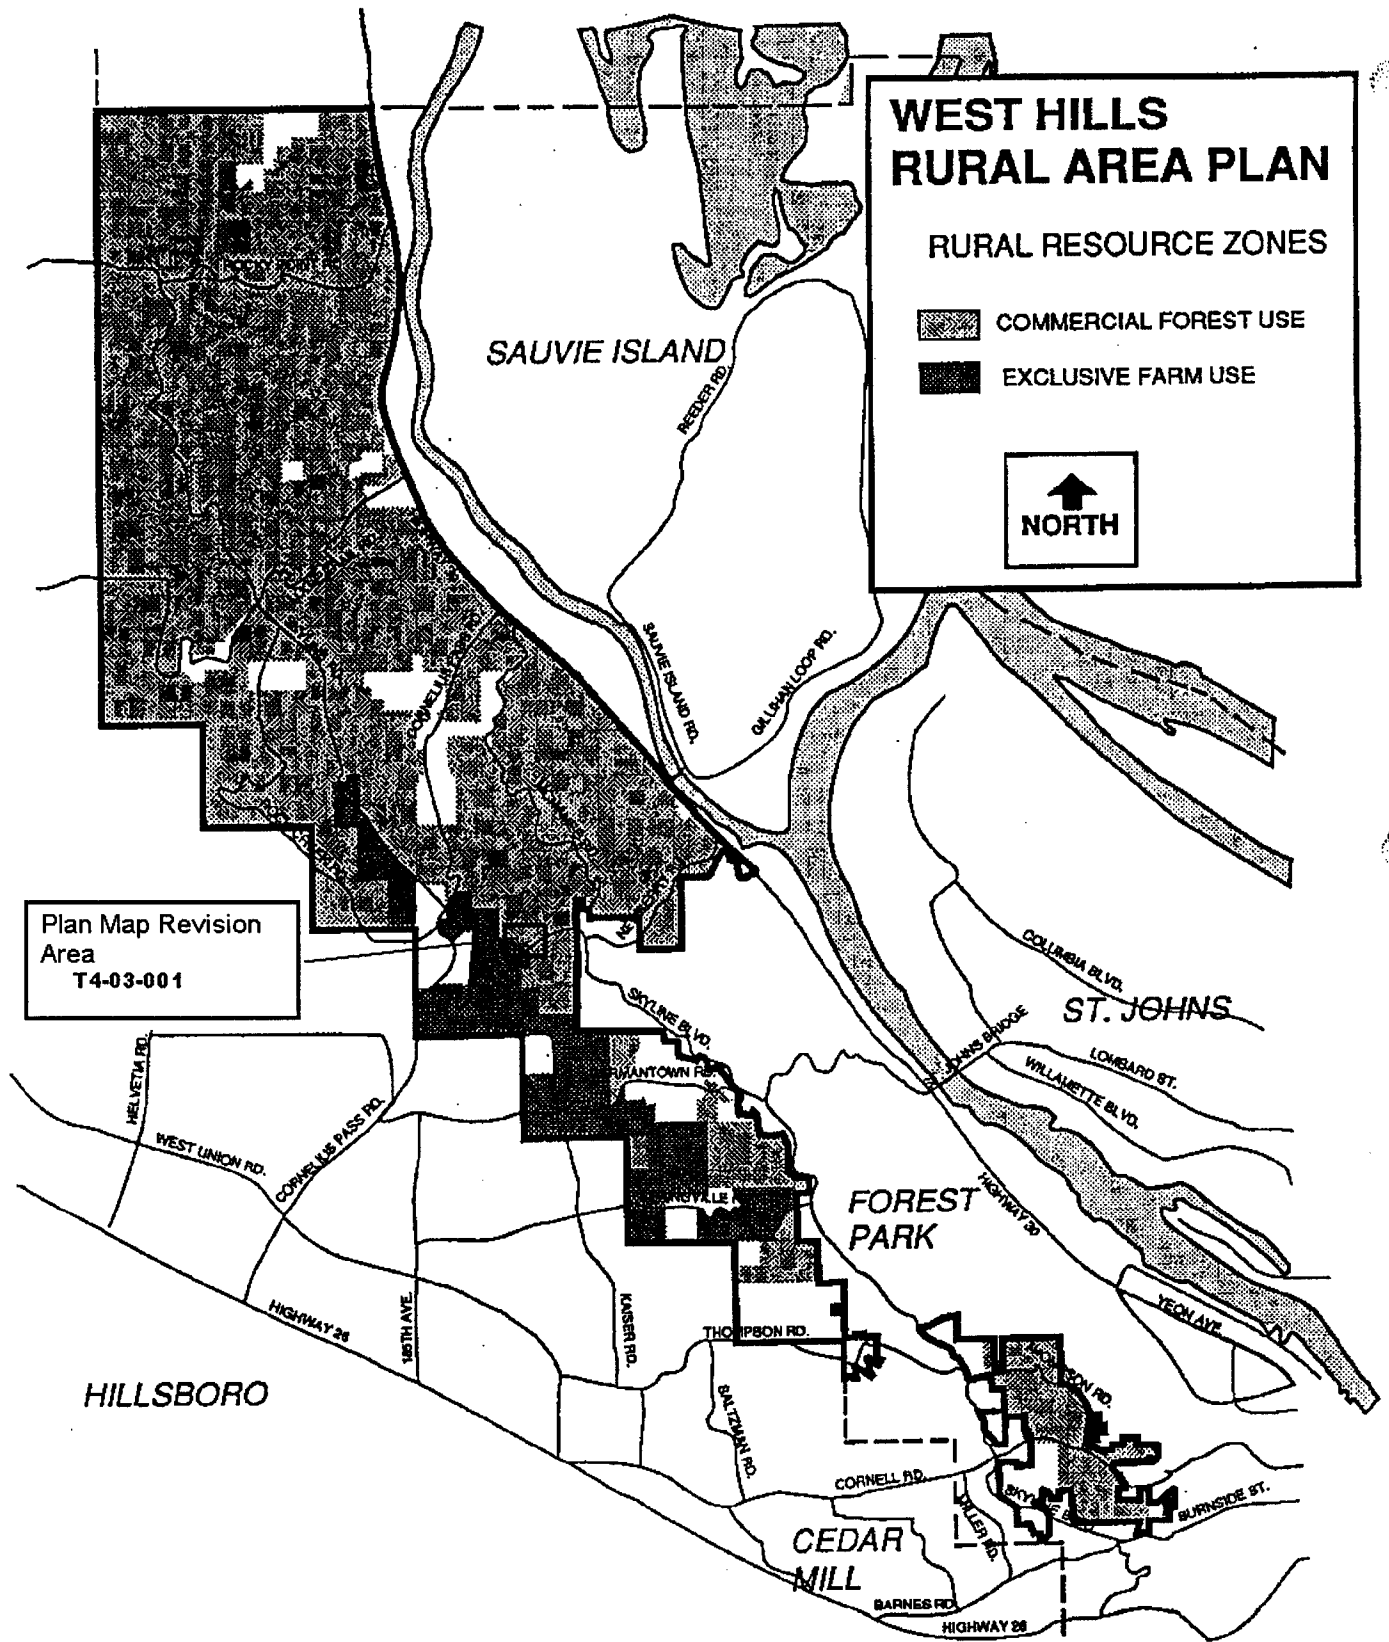 WEST HILLS
RURAL AREA PLAN
RURAL RESOURCE ZONES
COMMERCIAL FOREST USE
EXCLUSIVE FARM USE
NORTH
SAUVIE ISLAND
REEDER RD.
SAUVIE ISLAND RD.
GILLIHAN LOOP RD.
Plan Map Revision
Area
T4-03-001
COLUMBIA BLVD.
ST. JOHNS
SKYLINE BLVD.
JOHNS BRIDGE
LOMBARD ST.
WILLAMETTE BLVD.
HELVETIA RD.
WEST UNION RD.
CORNELIUS PASS RD.
RMANTOWN RD.
FOREST
PARK
HIGHWAY 30
YEON AVE.
HIGHWAY 26
185TH AVE.
KAISER RD.
THOMPSON RD.
HILLSBORO
SALTZMAN RD.
CORNELL RD.
MILLER RD.
BURNSIDE ST.
CEDAR
MILL
BARNES RD.
HIGHWAY 26